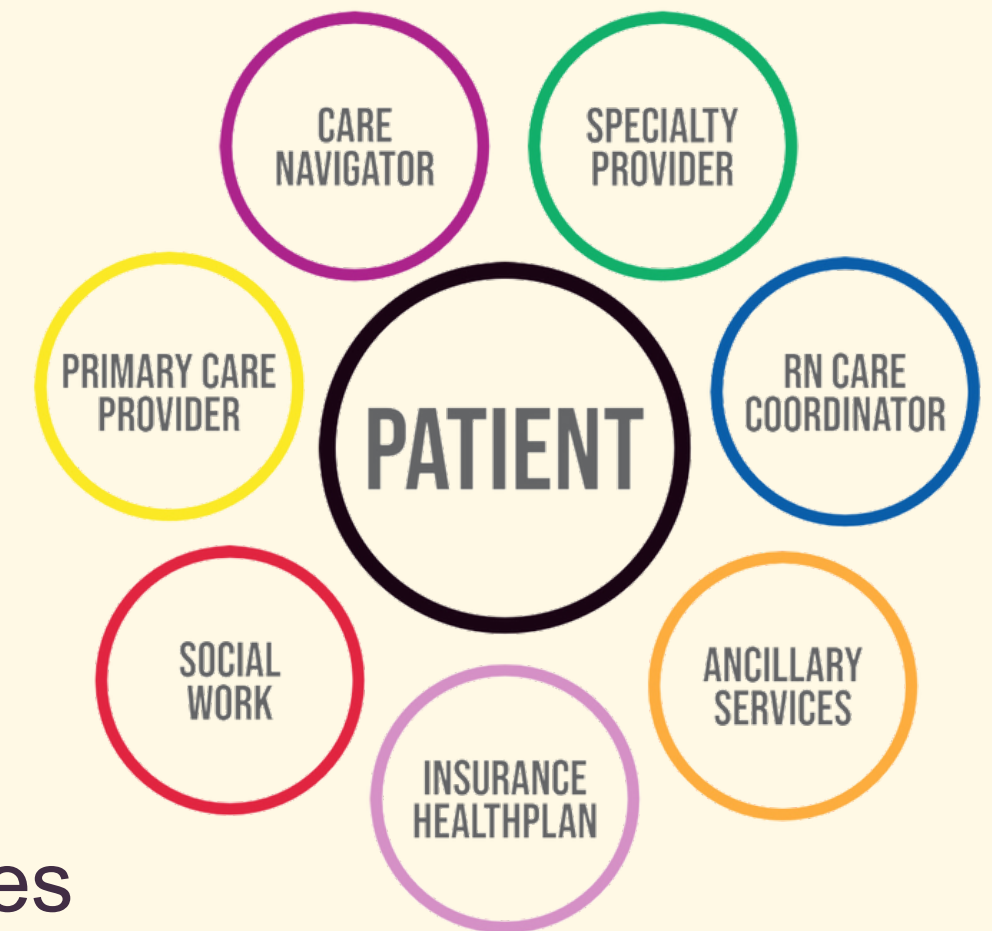 CARE
NAVIGATOR
SPECIALTY
PROVIDER
PRIMARY CARE
PROVIDER
PATIENT
RN CARE
COORDINATOR
SOCIAL
WORK
ANCILLARY
SERVICES
INSURANCE
HEALTHPLAN
es